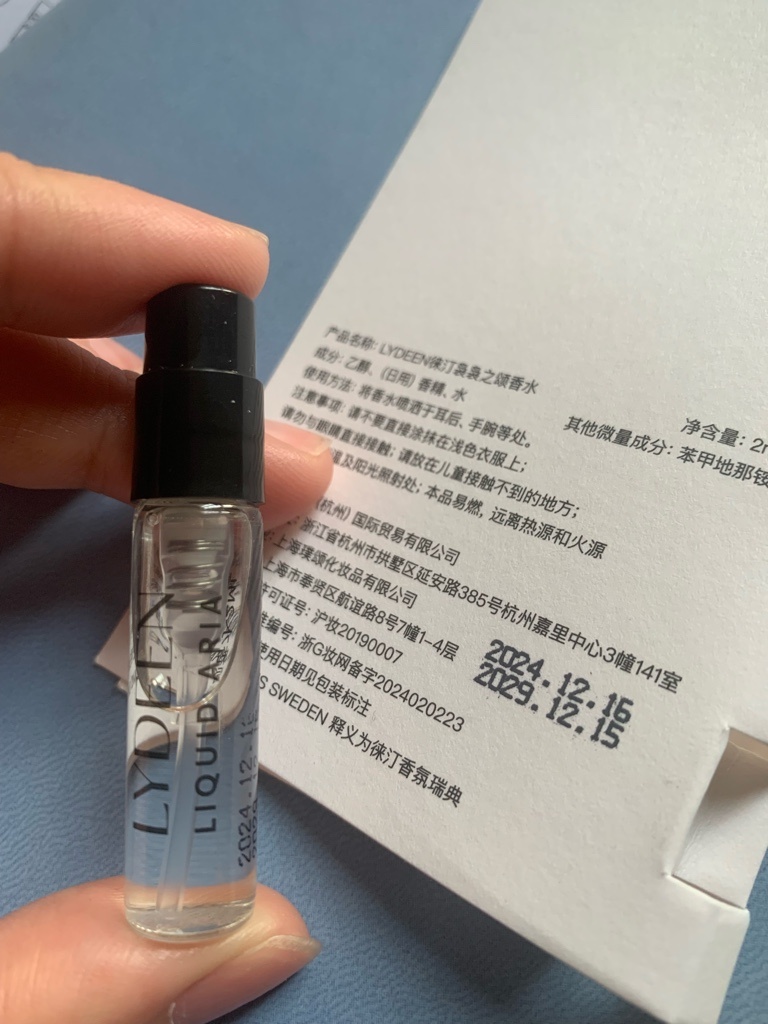 LYDEEN
LIQUID ARIA
2024.12.16
产品名称: LYDEEN徕汀袅袅之颂香水
成分: 乙醇、(日用) 香精、水
使用方法: 将香水喷洒于耳后、手腕等处。
注意事项: 请不要直接涂抹在浅色衣服上;
请勿与眼睛直接接触; 请放在儿童接触不到的地方;
温及阳光照射处; 本品易燃, 远离热源和火源
净含量: 2
其他微量成分: 苯甲地那铵
(杭州) 国际贸易有限公司
: 浙江省杭州市拱墅区延安路385号杭州嘉里中心3幢141室
: 上海璞颂化妆品有限公司
上海市奉贤区航谊路8号7幢1-4层
许可证号: 沪妆20190007
编号: 浙G妆网备字2024020223
使用日期见包装标注
S SWEDEN 释义为徕汀香氛瑞典
2024.12.16
2029.12.15